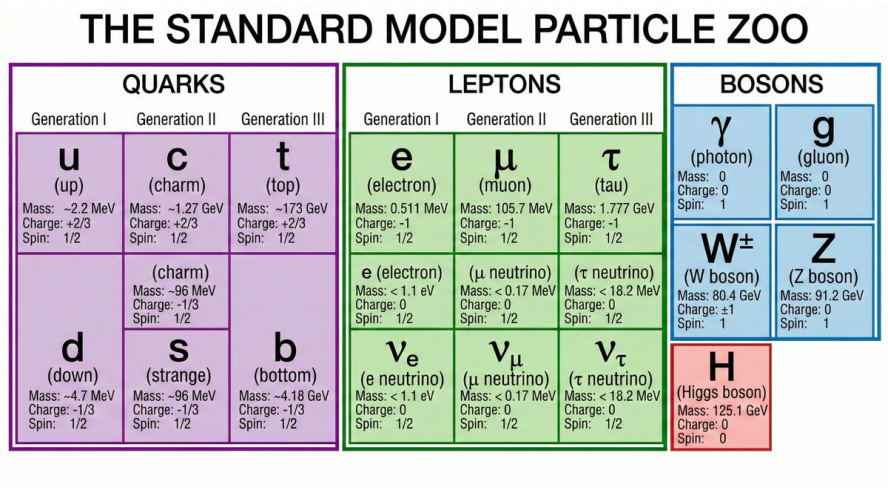 THE STANDARD MODEL PARTICLE ZOO
QUARKS
Generation I
Generation II
Generation III
u
(up)
Mass: ~2.2 MeV
Charge: +2/3
Spin: 1/2
c
(charm)
Mass: ~1.27 GeV
Charge: +2/3
Spin: 1/2
t
(top)
Mass: ~173 GeV
Charge: +2/3
Spin: 1/2
(charm)
Mass: ~96 MeV
Charge: -1/3
Spin: 1/2
d
(down)
Mass: ~4.7 MeV
Charge: -1/3
Spin: 1/2
s
(strange)
Mass: ~96 MeV
Charge: -1/3
Spin: 1/2
b
(bottom)
Mass: ~4.18 GeV
Charge: -1/3
Spin: 1/2
LEPTONS
Generation I
Generation II
Generation III
e
(electron)
Mass: 0.511 MeV
Charge: -1
Spin: 1/2
μ
(muon)
Mass: 105.7 MeV
Charge: -1
Spin: 1/2
τ
(tau)
Mass: 1.777 GeV
Charge: -1
Spin: 1/2
e (electron)
Mass: < 1.1 eV
Charge: 0
Spin: 1/2
(μ neutrino)
Mass: < 0.17 MeV
Charge: 0
Spin: 1/2
(τ neutrino)
Mass: < 18.2 MeV
Charge: 0
Spin: 1/2
νe
(e neutrino)
Mass: < 1.1 eV
Charge: 0
Spin: 1/2
νμ
(μ neutrino)
Mass: < 0.17 MeV
Charge: 0
Spin: 1/2
ντ
(τ neutrino)
Mass: < 18.2 MeV
Charge: 0
Spin: 1/2
BOSONS
γ
(photon)
Mass: 0
Charge: 0
Spin: 1
g
(gluon)
Mass: 0
Charge: 0
Spin: 1
W±
(W boson)
Mass: 80.4 GeV
Charge: ±1
Spin: 1
Z
(Z boson)
Mass: 91.2 GeV
Charge: 0
Spin: 1
H
(Higgs boson)
Mass: 125.1 GeV
Charge: 0
Spin: 0